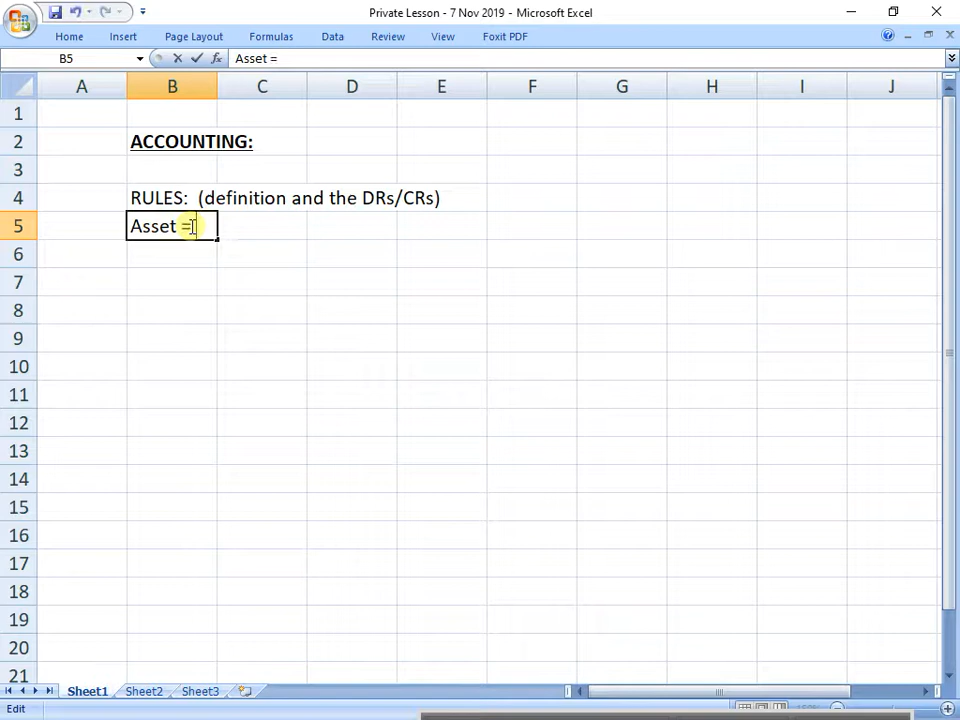 Private Lesson - 7 Nov 2019 - Microsoft Excel
Home Insert Page Layout Formulas Data Review View Foxit PDF
B5 fx Asset =
A B C D E F G H I J
1
2 ACCOUNTING:
3
4 RULES: (definition and the DRs/CRs)
5 Asset =
6
7
8
9
10
11
12
13
14
15
16
17
18
19
20
21
Sheet1 Sheet2 Sheet3
Edit